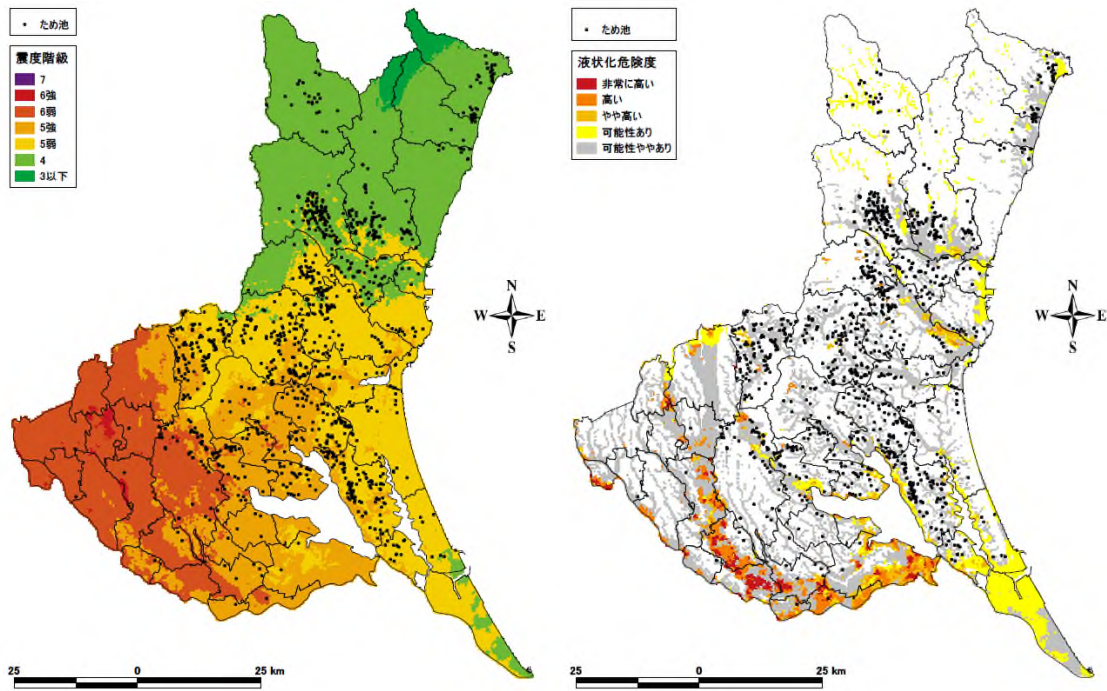 ため池
震度階級
7
6強
6弱
5強
5弱
4
3以下
N
W E
S
25 0 25 km
ため池
液状化危険度
非常に高い
高い
やや高い
可能性あり
可能性ややあり
N
W E
S
25 0 25 km